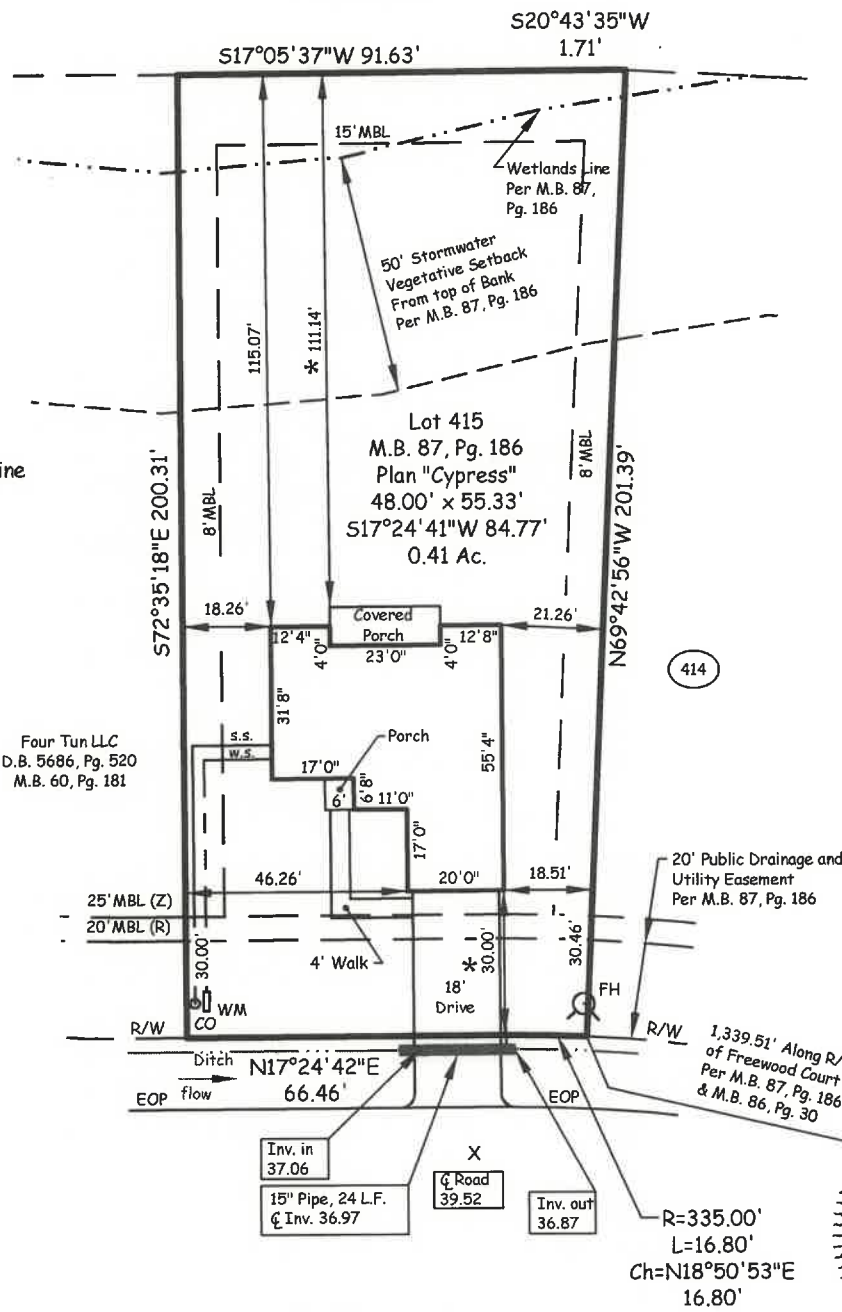 S20°43'35"W
1.71'
S17°05'37"W 91.63'
15' MBL
Wetlands Line
Per M.B. 87,
Pg. 186
50' Stormwater
Vegetative Setback
From top of Bank
Per M.B. 87, Pg. 186
115.07'
* 111.14'
Lot 415
M.B. 87, Pg. 186
Plan "Cypress"
48.00' x 55.33'
S17°24'41"W 84.77'
0.41 Ac.
ine
8' MBL
8' MBL
S72°35'18"E 200.31'
N69°42'56"W 201.39'
18.26'
Covered
Porch
21.26'
12'4"
4'0"
23'0"
4'0"
12'8"
414
31'8"
Four Tun LLC
D.B. 5686, Pg. 520
M.B. 60, Pg. 181
s.s.
w.s.
Porch
55'4"
17'0"
6'
6'8"
11'0"
17'0"
20' Public Drainage and
Utility Easement
Per M.B. 87, Pg. 186
46.26'
20'0"
18.51'
25' MBL (Z)
20' MBL (R)
30.00'
4' Walk
*
30.00'
30.46'
18'
Drive
FH
WM
CO
R/W
R/W
1,339.51' Along R/
of Freewood Court
Per M.B. 87, Pg. 186
& M.B. 86, Pg. 30
Ditch
flow
N17°24'42"E
66.46'
EOP
EOP
Inv. in
37.06
X
℄ Road
39.52
15" Pipe, 24 L.F.
℄ Inv. 36.97
Inv. out
36.87
R=335.00'
L=16.80'
Ch=N18°50'53"E
16.80'